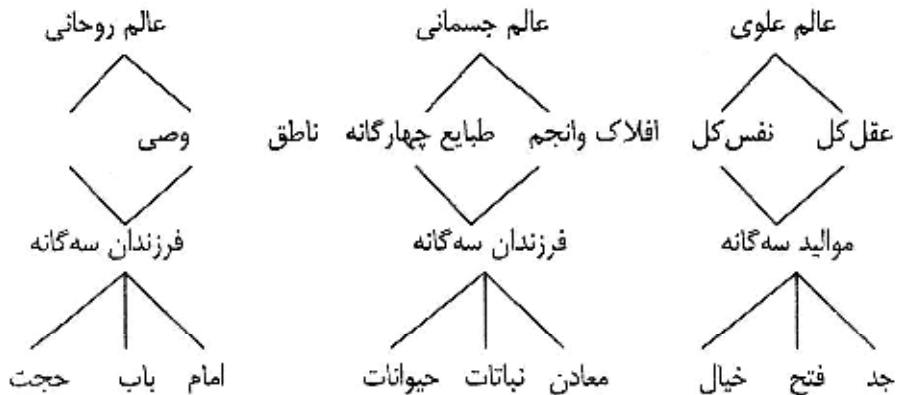 عالم علوی عالم جسمانی عالم روحانی
عقل کل نفس کل افلاک وانجم طبایع چهارگانه ناطق وصی
موالید سه‌گانه فرزندان سه‌گانه فرزندان سه‌گانه
جد فتح خیال معادن نباتات حیوانات امام باب حجت